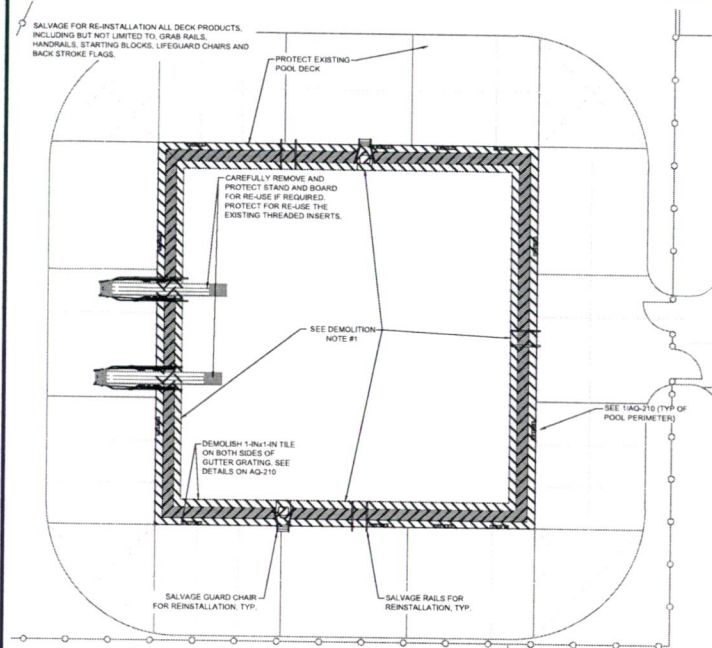 SALVAGE FOR RE-INSTALLATION ALL DECK PRODUCTS,
INCLUDING BUT NOT LIMITED TO, GRAB RAILS,
HANDRAILS, STARTING BLOCKS, LIFEGUARD CHAIRS AND
BACK STROKE FLAGS.
PROTECT EXISTING
POOL DECK
CAREFULLY REMOVE AND
PROTECT STAND AND BOARD
FOR RE-USE IF REQUIRED.
PROTECT FOR RE-USE THE
EXISTING THREADED INSERTS.
SEE DEMOLITION
NOTE #1
SEE 1/AQ-210 (TYP OF
POOL PERIMETER)
DEMOLISH 1-INx1-IN TILE
ON BOTH SIDES OF
GUTTER GRATING. SEE
DETAILS ON AQ-210
SALVAGE GUARD CHAIR
FOR REINSTALLATION, TYP.
SALVAGE RAILS FOR
REINSTALLATION, TYP.